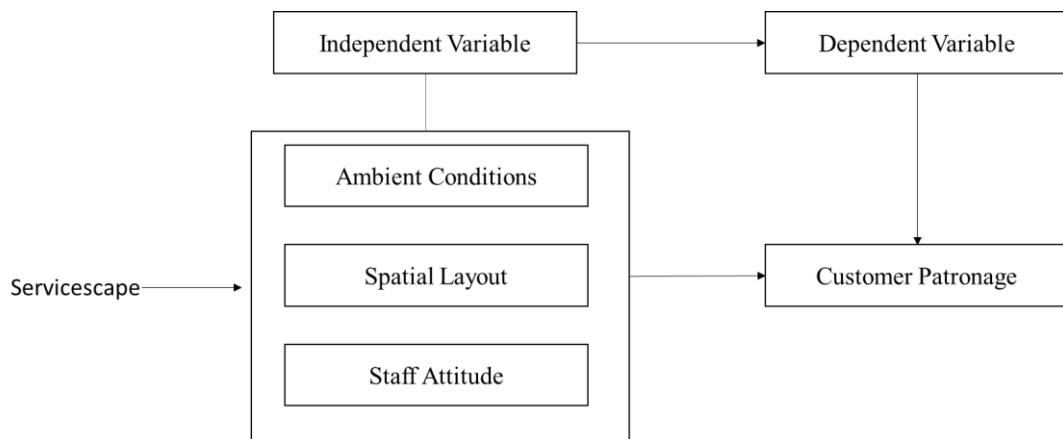 Independent Variable
Dependent Variable
Ambient Conditions
Spatial Layout
Servicescape
Customer Patronage
Staff Attitude